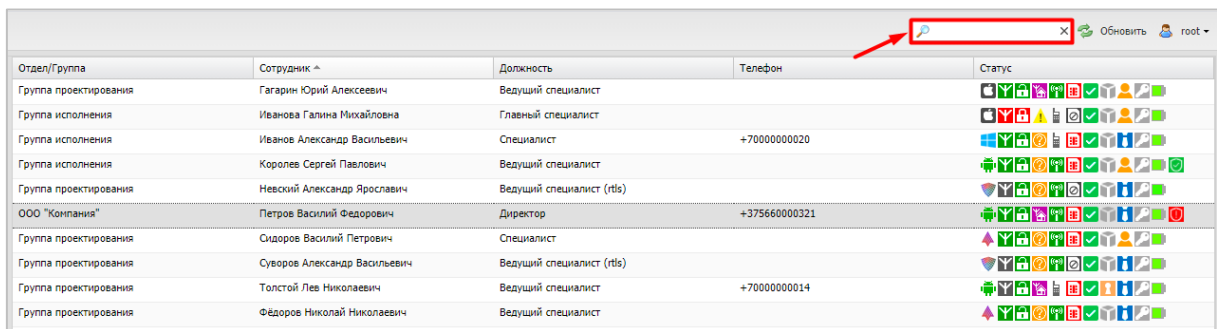 Обновить root
Отдел/Группа Сотрудник Должность Телефон Статус
Группа проектирования Гагарин Юрий Алексеевич Ведущий специалист
Группа исполнения Иванова Галина Михайловна Главный специалист
Группа исполнения Иванов Александр Васильевич Специалист +70000000020
Группа исполнения Королев Сергей Павлович Ведущий специалист
Группа проектирования Невский Александр Ярославич Ведущий специалист (rtls)
ООО "Компания" Петров Василий Федорович Директор +375660000321
Группа проектирования Сидоров Василий Петрович Специалист
Группа проектирования Суворов Александр Васильевич Ведущий специалист (rtls)
Группа проектирования Толстой Лев Николаевич Ведущий специалист +70000000014
Группа проектирования Фёдоров Николай Николаевич Ведущий специалист